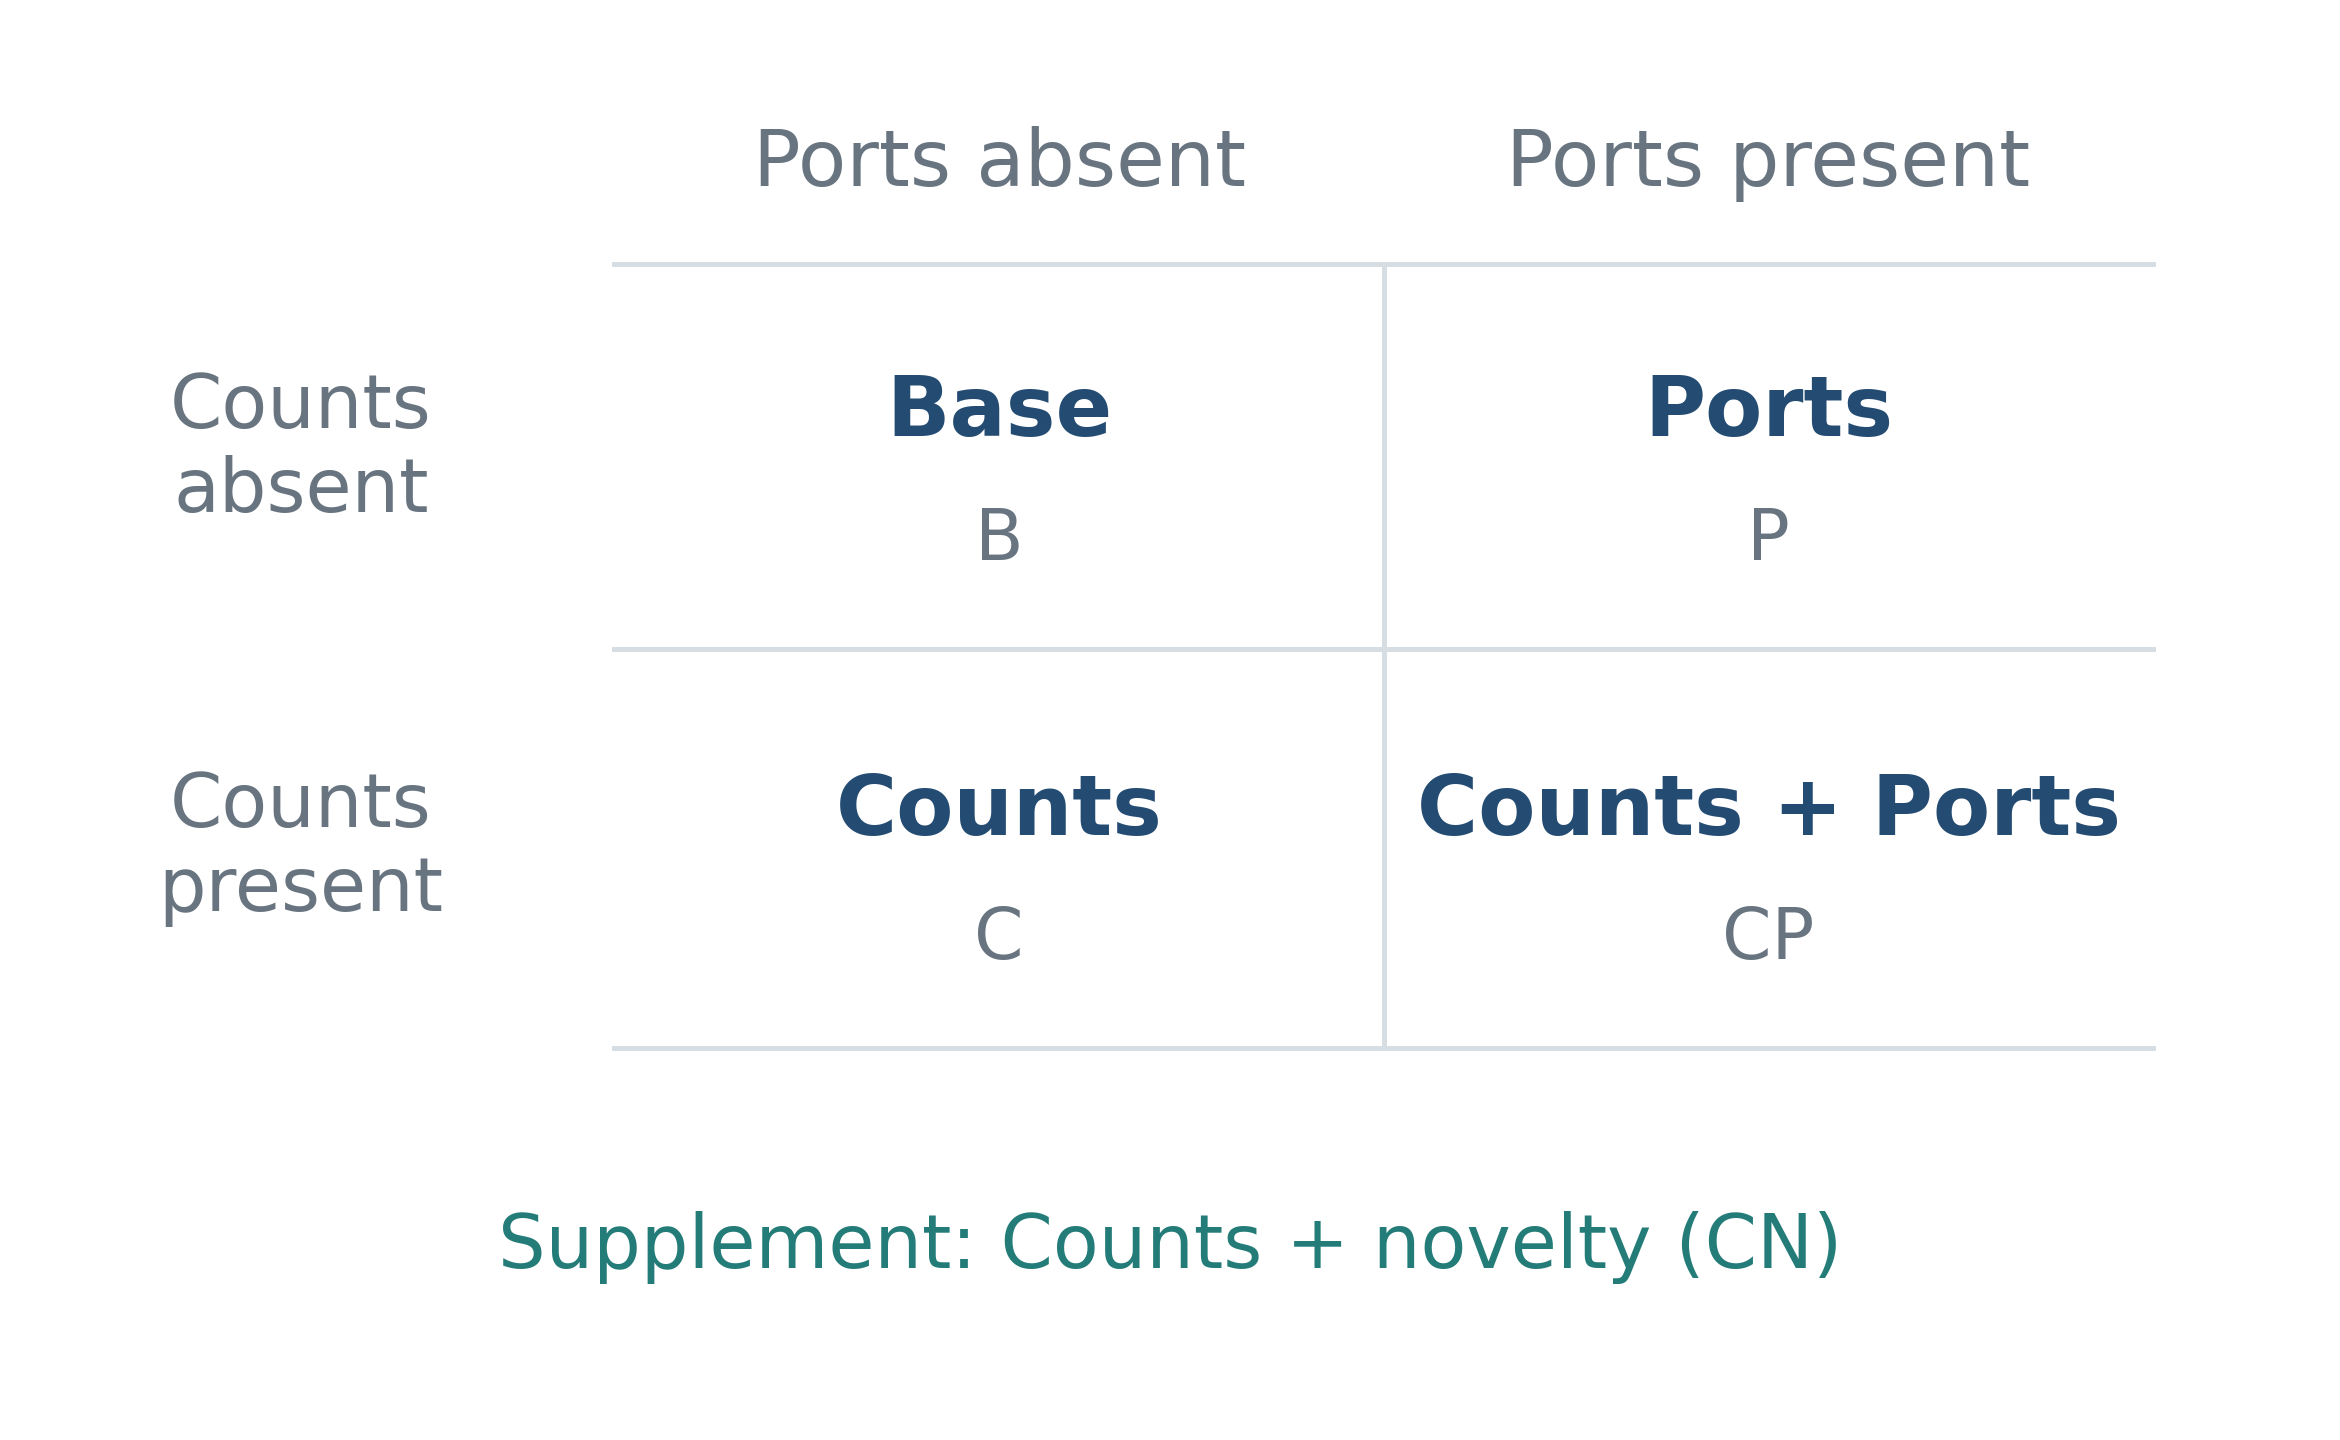 Ports absent Ports present
Counts
absent
Base Ports
B P
Counts
present
Counts Counts + Ports
C CP
Supplement: Counts + novelty (CN)